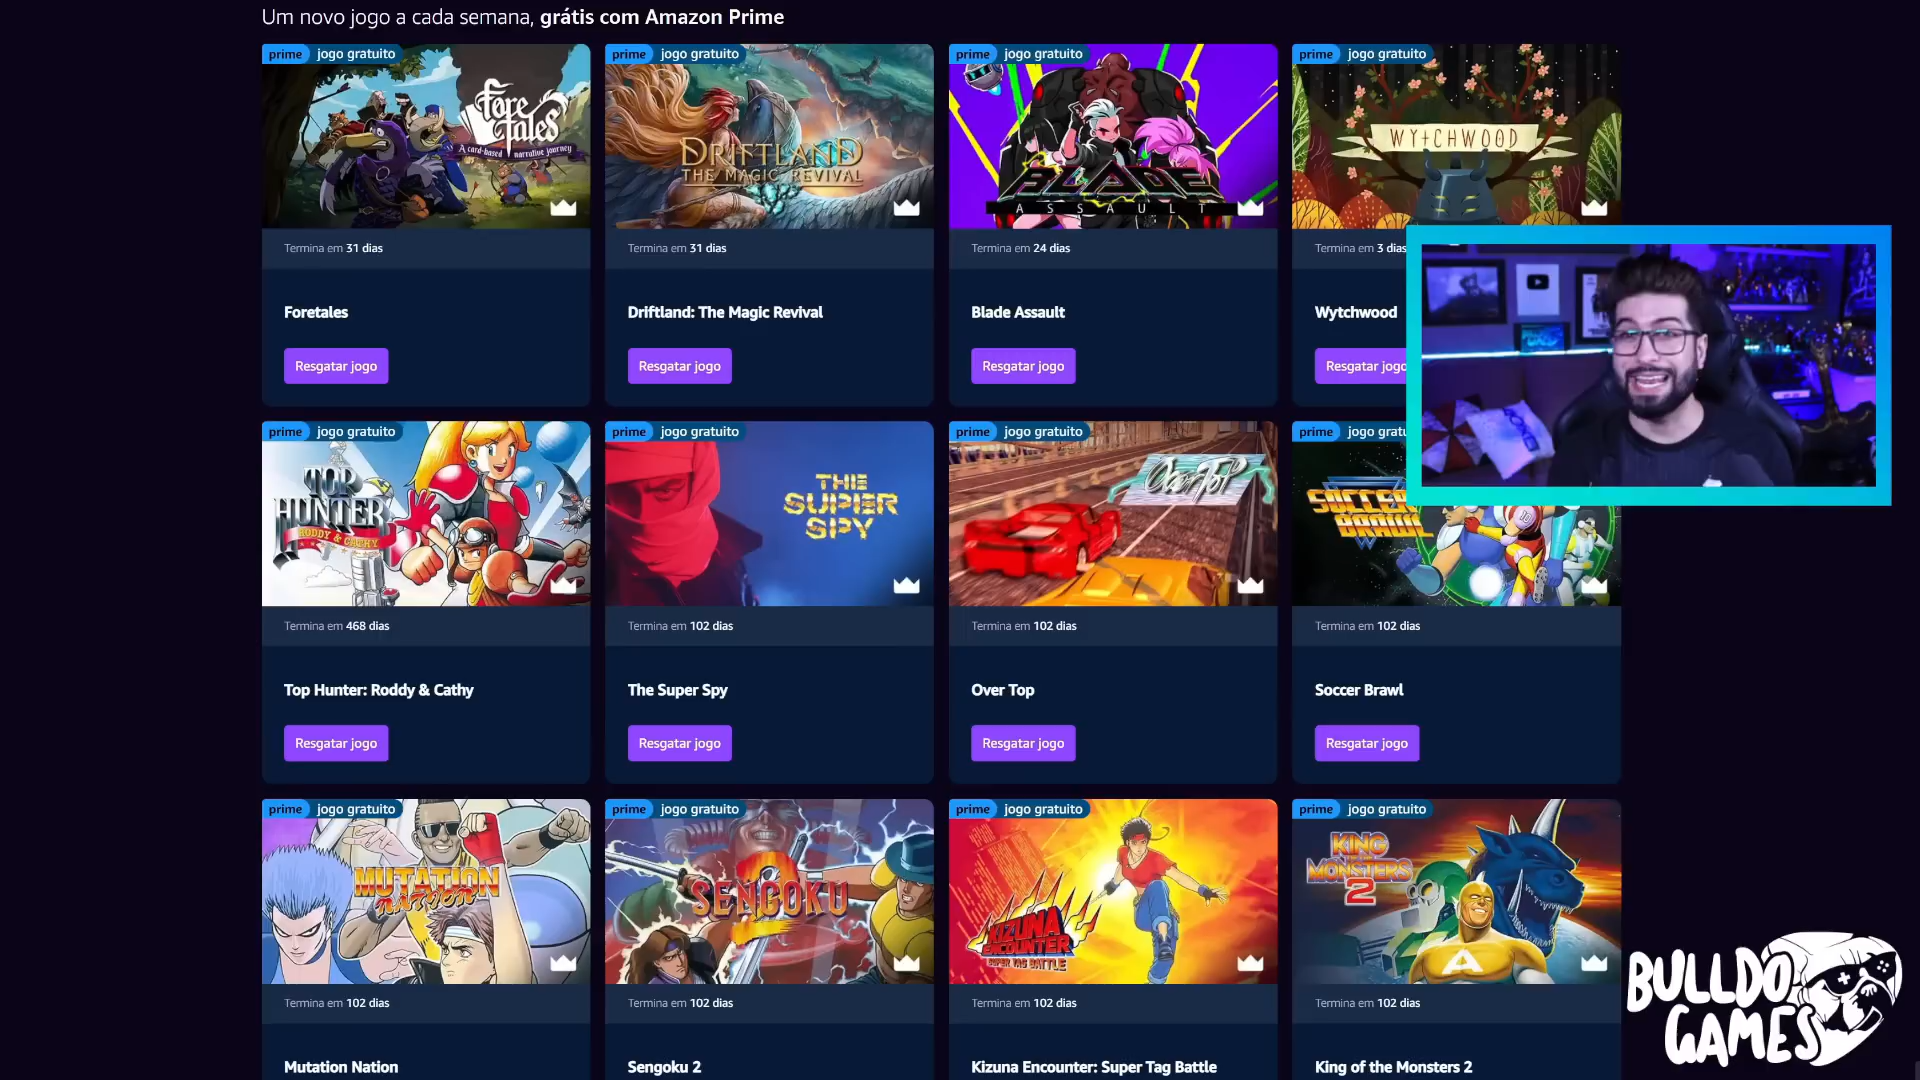 Um novo jogo a cada semana, grátis com Amazon Prime
prime jogo gratuito
prime jogo gratuito
prime jogo gratuito
prime jogo gratuito
Fore
tales
A card-based narrative journey
DRIFTLAND
THE MAGIC REVIVAL
BLADE
ASSAULT
WYTCHWOOD
Termina em 31 dias
Termina em 31 dias
Termina em 24 dias
Termina em 3 dias
Foretales
Driftland: The Magic Revival
Blade Assault
Wytchwood
Resgatar jogo
Resgatar jogo
Resgatar jogo
Resgatar jogo
prime jogo gratuito
prime jogo gratuito
prime jogo gratuito
prime jogo gratu
TOP
HUNTER
RODDY & CATHY
THE
SUPER
SPY
OverTop
SOCCER
BRAWL
Termina em 468 dias
Termina em 102 dias
Termina em 102 dias
Termina em 102 dias
Top Hunter: Roddy & Cathy
The Super Spy
Over Top
Soccer Brawl
Resgatar jogo
Resgatar jogo
Resgatar jogo
Resgatar jogo
prime jogo gratuito
prime jogo gratuito
prime jogo gratuito
prime jogo gratuito
MUTATION
NATION
SENGOKU
2
KIZUNA
ENCOUNTER
SUPER TAG BATTLE
KING
OF THE
MONSTERS
2
A
Termina em 102 dias
Termina em 102 dias
Termina em 102 dias
Termina em 102 dias
Mutation Nation
Sengoku 2
Kizuna Encounter: Super Tag Battle
King of the Monsters 2
BULLDOG
GAMES